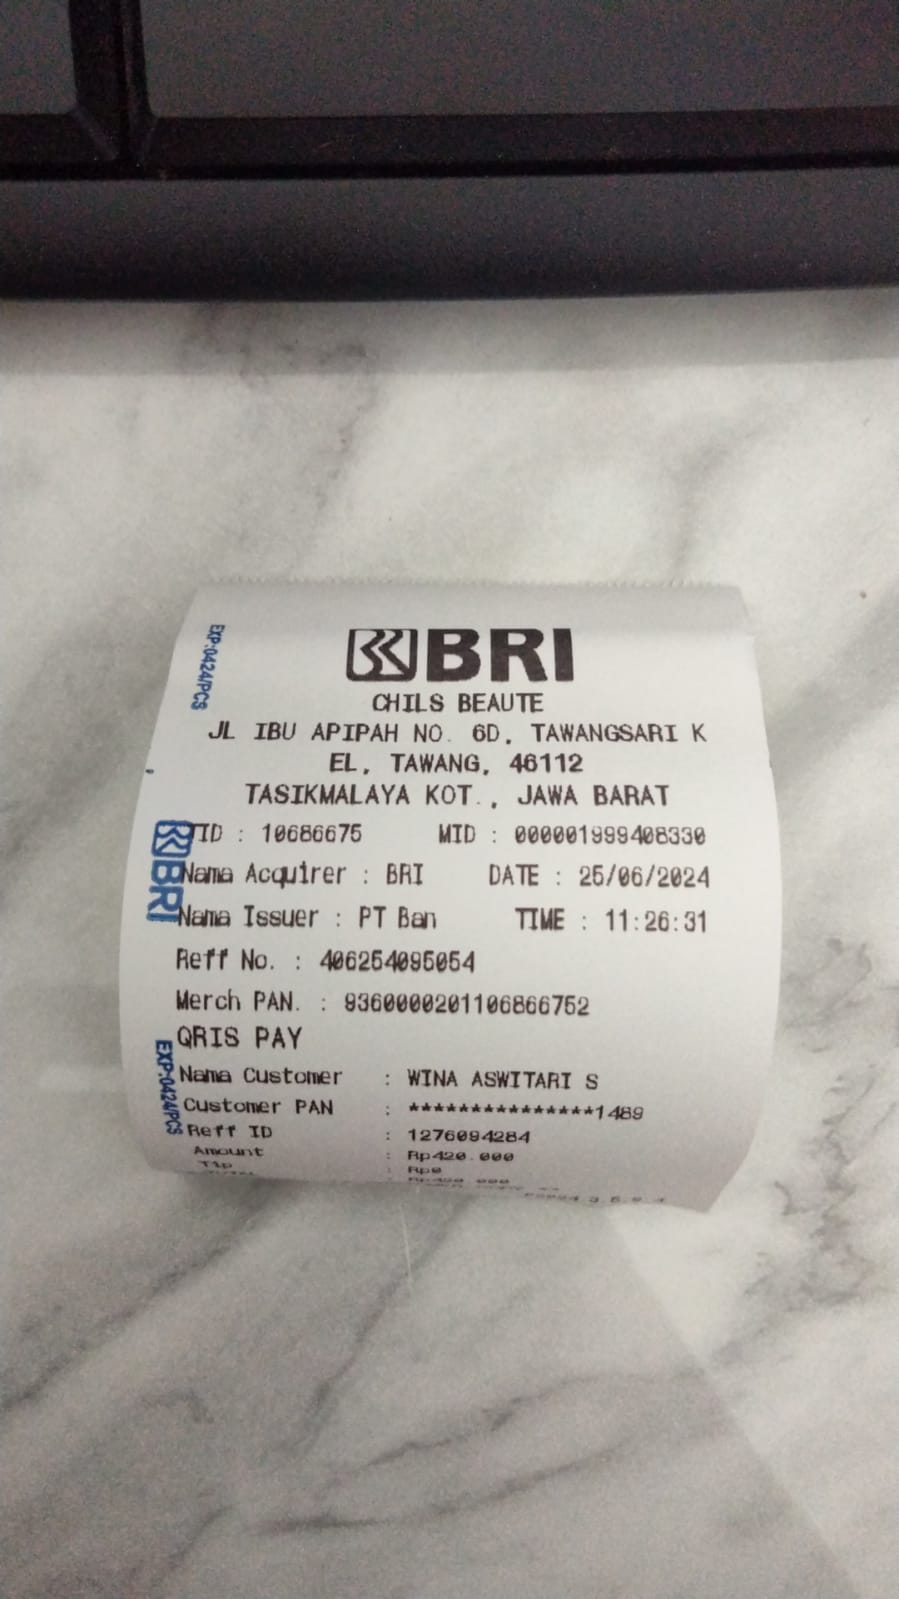 BRI
CHILS BEAUTE
JL IBU APIPAH NO. 6D, TAWANGSARI K
EL, TAWANG, 46112
TASIKMALAYA KOT., JAWA BARAT
TID : 10686675 MID : 000001999408330
Nama Acquirer : BRI DATE : 25/06/2024
Nama Issuer : PT Ban TIME : 11:26:31
Reff No. : 406254095054
Merch PAN. : 9360000201106866752
QRIS PAY
Nama Customer : WINA ASWITARI S
Customer PAN : ***************1489
Reff ID : 1276094284
Amount : Rp420.000
Tip : Rp0
: Rp420.000
EXP:0424/PCS
BRI
EXP:0424/PCS